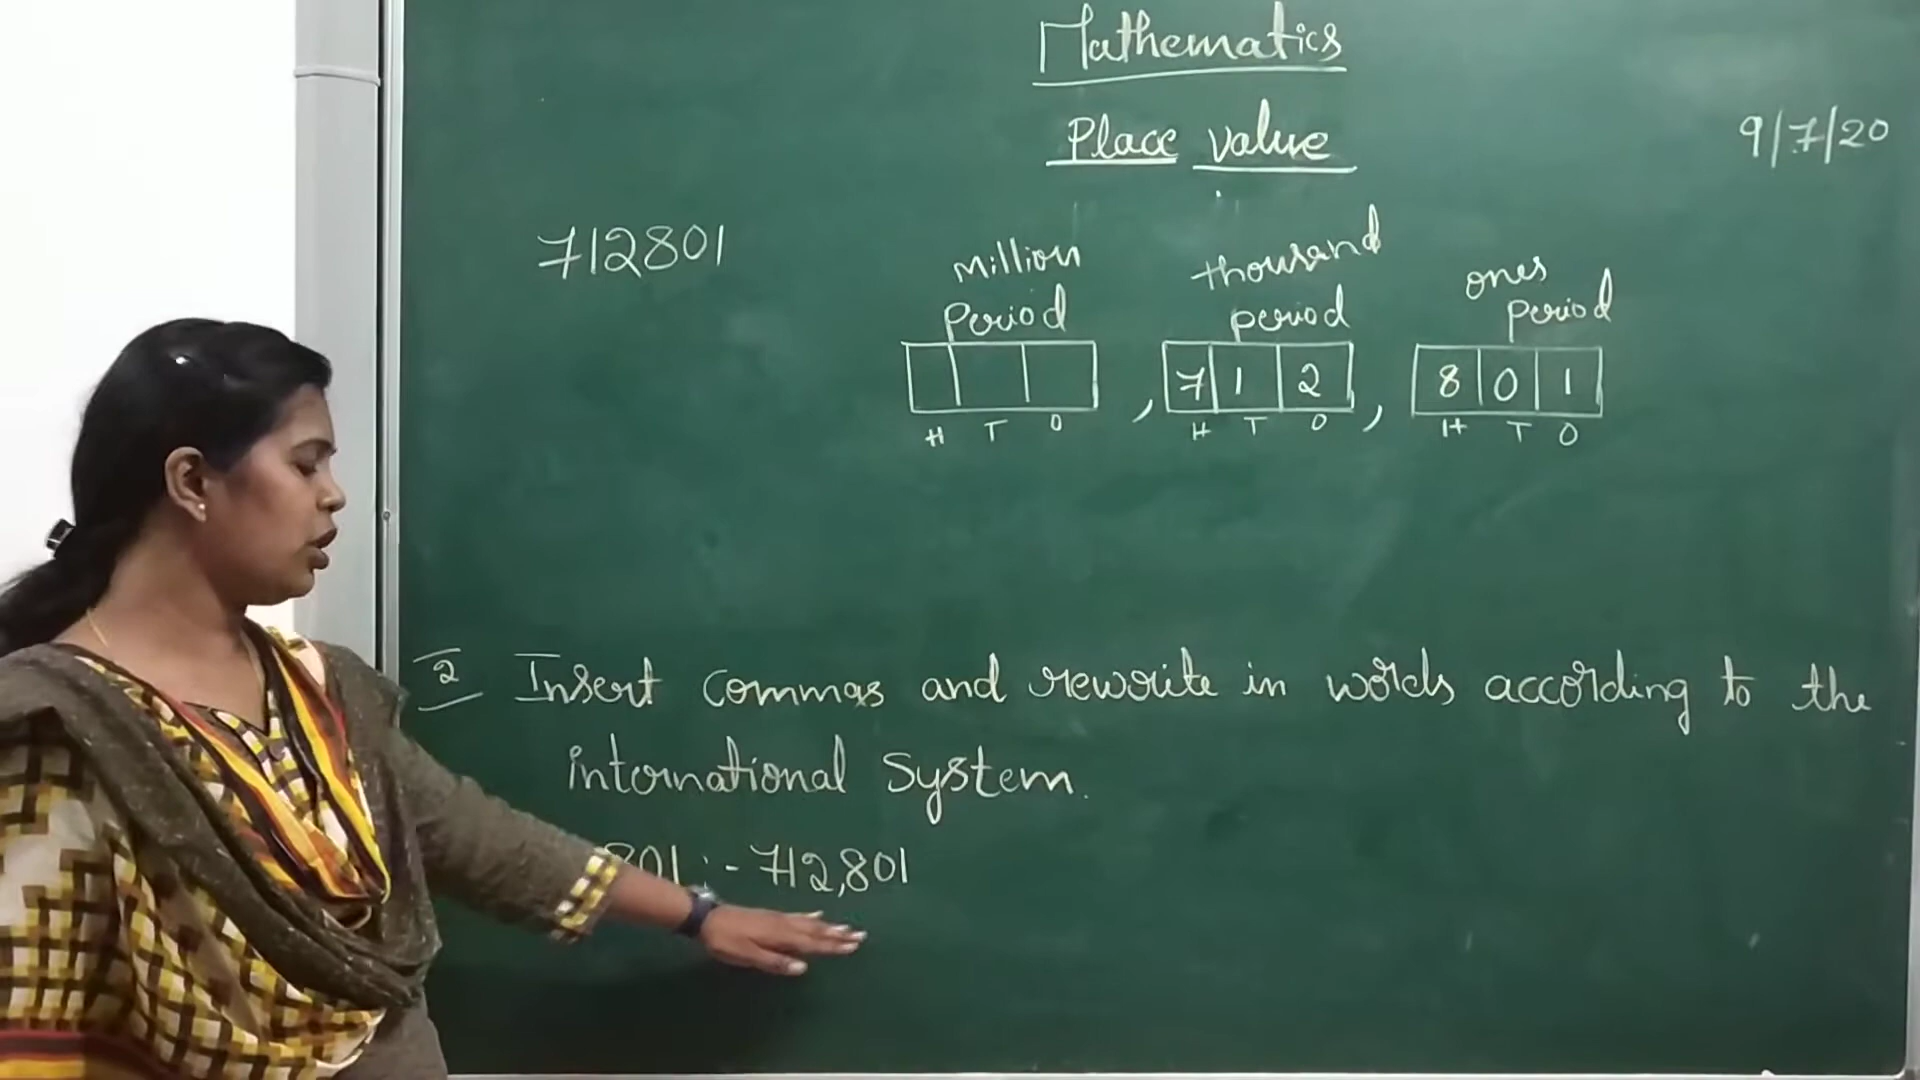 Mathematics
Place value
9/7/20
712801
million period
thousand period
ones period
7 1 2 , 8 0 1
H T O , H T O , H T O
2 Insert commas and rewrite in words according to the
international system.
801 :- 712,801